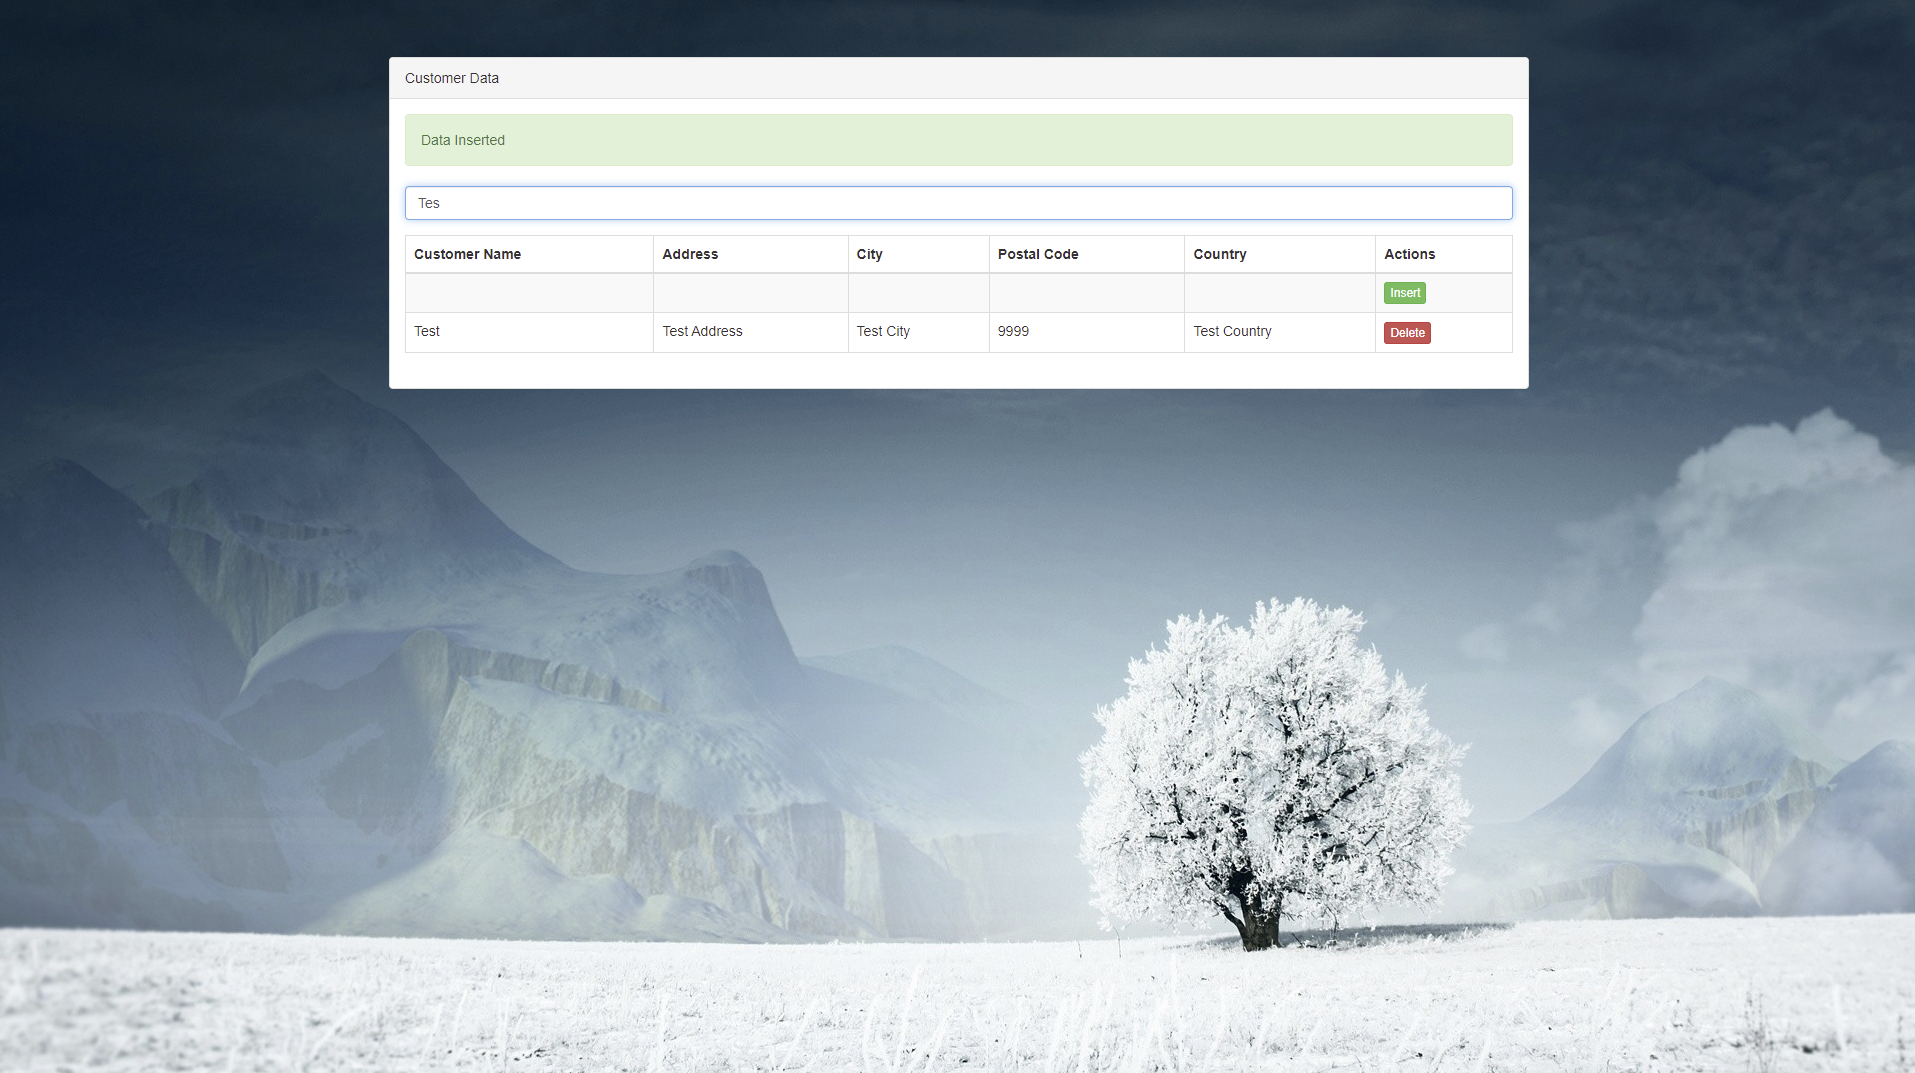 Customer Data
Data Inserted
Tes
Customer Name Address City Postal Code Country Actions
Insert
Test Test Address Test City 9999 Test Country Delete